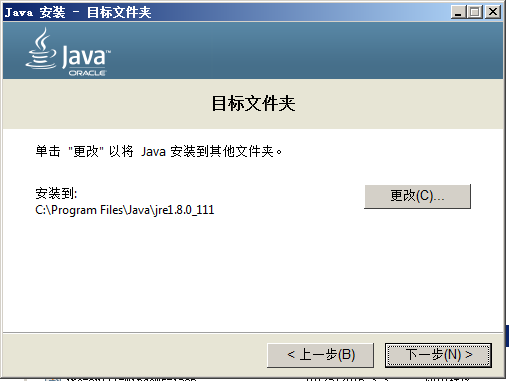 Java 安装 - 目标文件夹
Java™
ORACLE
目标文件夹
单击 "更改" 以将 Java 安装到其他文件夹。
安装到:
更改(C)...
C:\Program Files\Java\jre1.8.0_111
< 上一步(B)
下一步(N) >